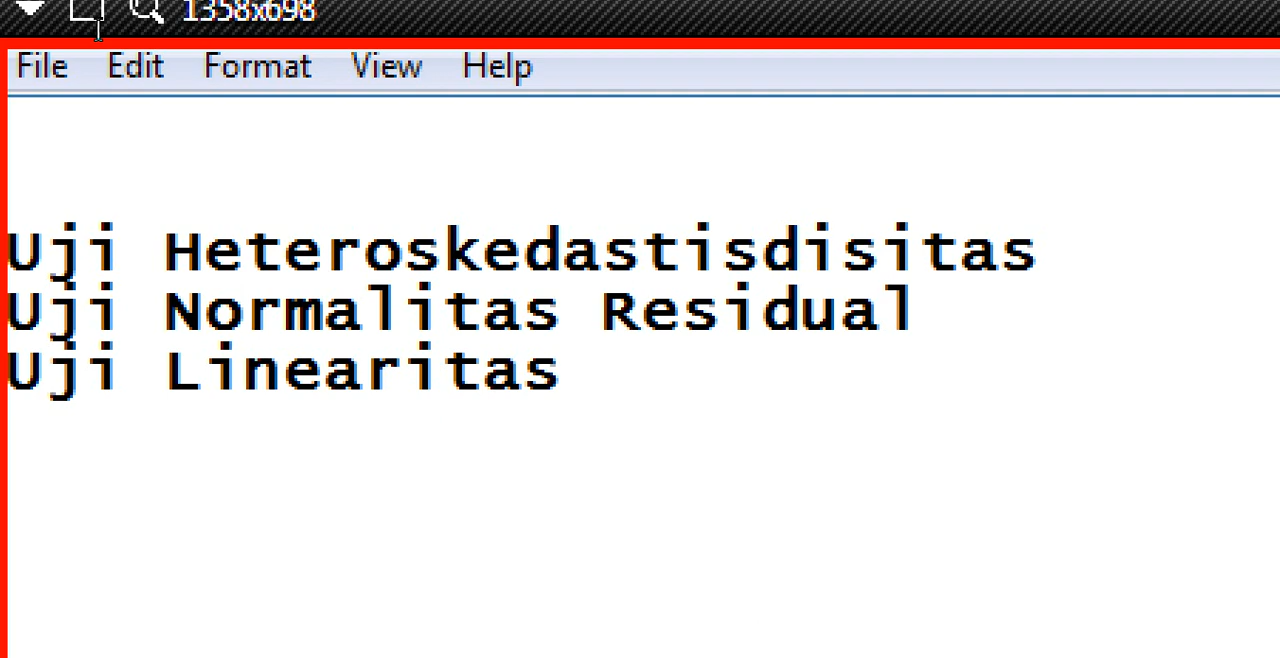 1358x698
File Edit Format View Help
Uji Heteroskedastisdisitas
Uji Normalitas Residual
Uji Linearitas